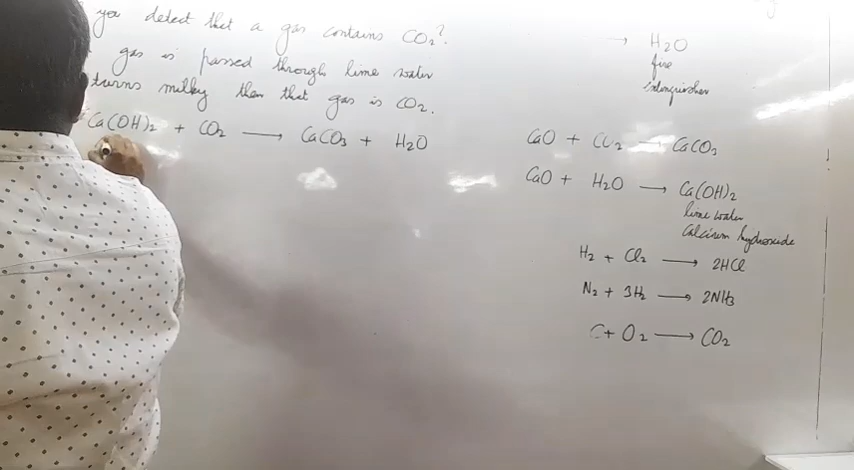 you detect that a gas contains CO₂?
gas is passed through lime water
turns milky then that gas is CO₂.
Ca(OH)₂ + CO₂ → CaCO₃ + H₂O
→ H₂O
fire
extinguisher
CaO + CO₂ → CaCO₃
CaO + H₂O → Ca(OH)₂
lime water
Calcium hydroxide
H₂ + Cl₂ → 2HCl
N₂ + 3H₂ → 2NH₃
C + O₂ → CO₂